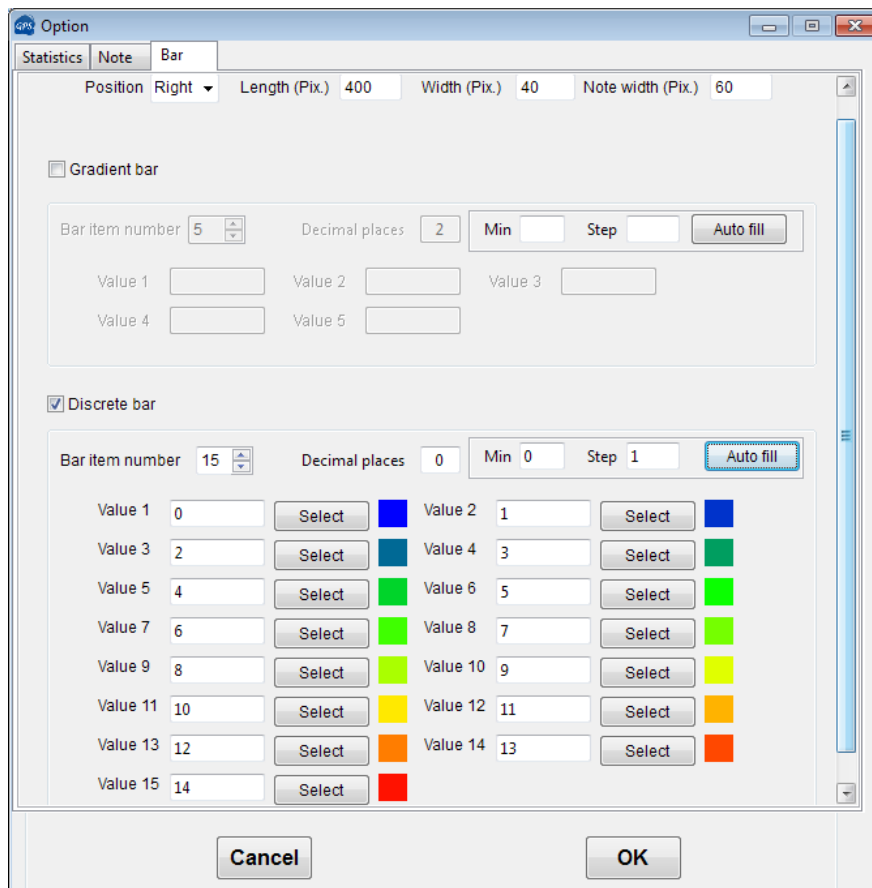 GPS Option
Statistics Note Bar
Position Right Length (Pix.) 400 Width (Pix.) 40 Note width (Pix.) 60
Gradient bar
Bar item number 5 Decimal places 2 Min Step Auto fill
Value 1 Value 2 Value 3
Value 4 Value 5
Discrete bar
Bar item number 15 Decimal places 0 Min 0 Step 1 Auto fill
Value 1 0 Select Value 2 1 Select
Value 3 2 Select Value 4 3 Select
Value 5 4 Select Value 6 5 Select
Value 7 6 Select Value 8 7 Select
Value 9 8 Select Value 10 9 Select
Value 11 10 Select Value 12 11 Select
Value 13 12 Select Value 14 13 Select
Value 15 14 Select
Cancel OK